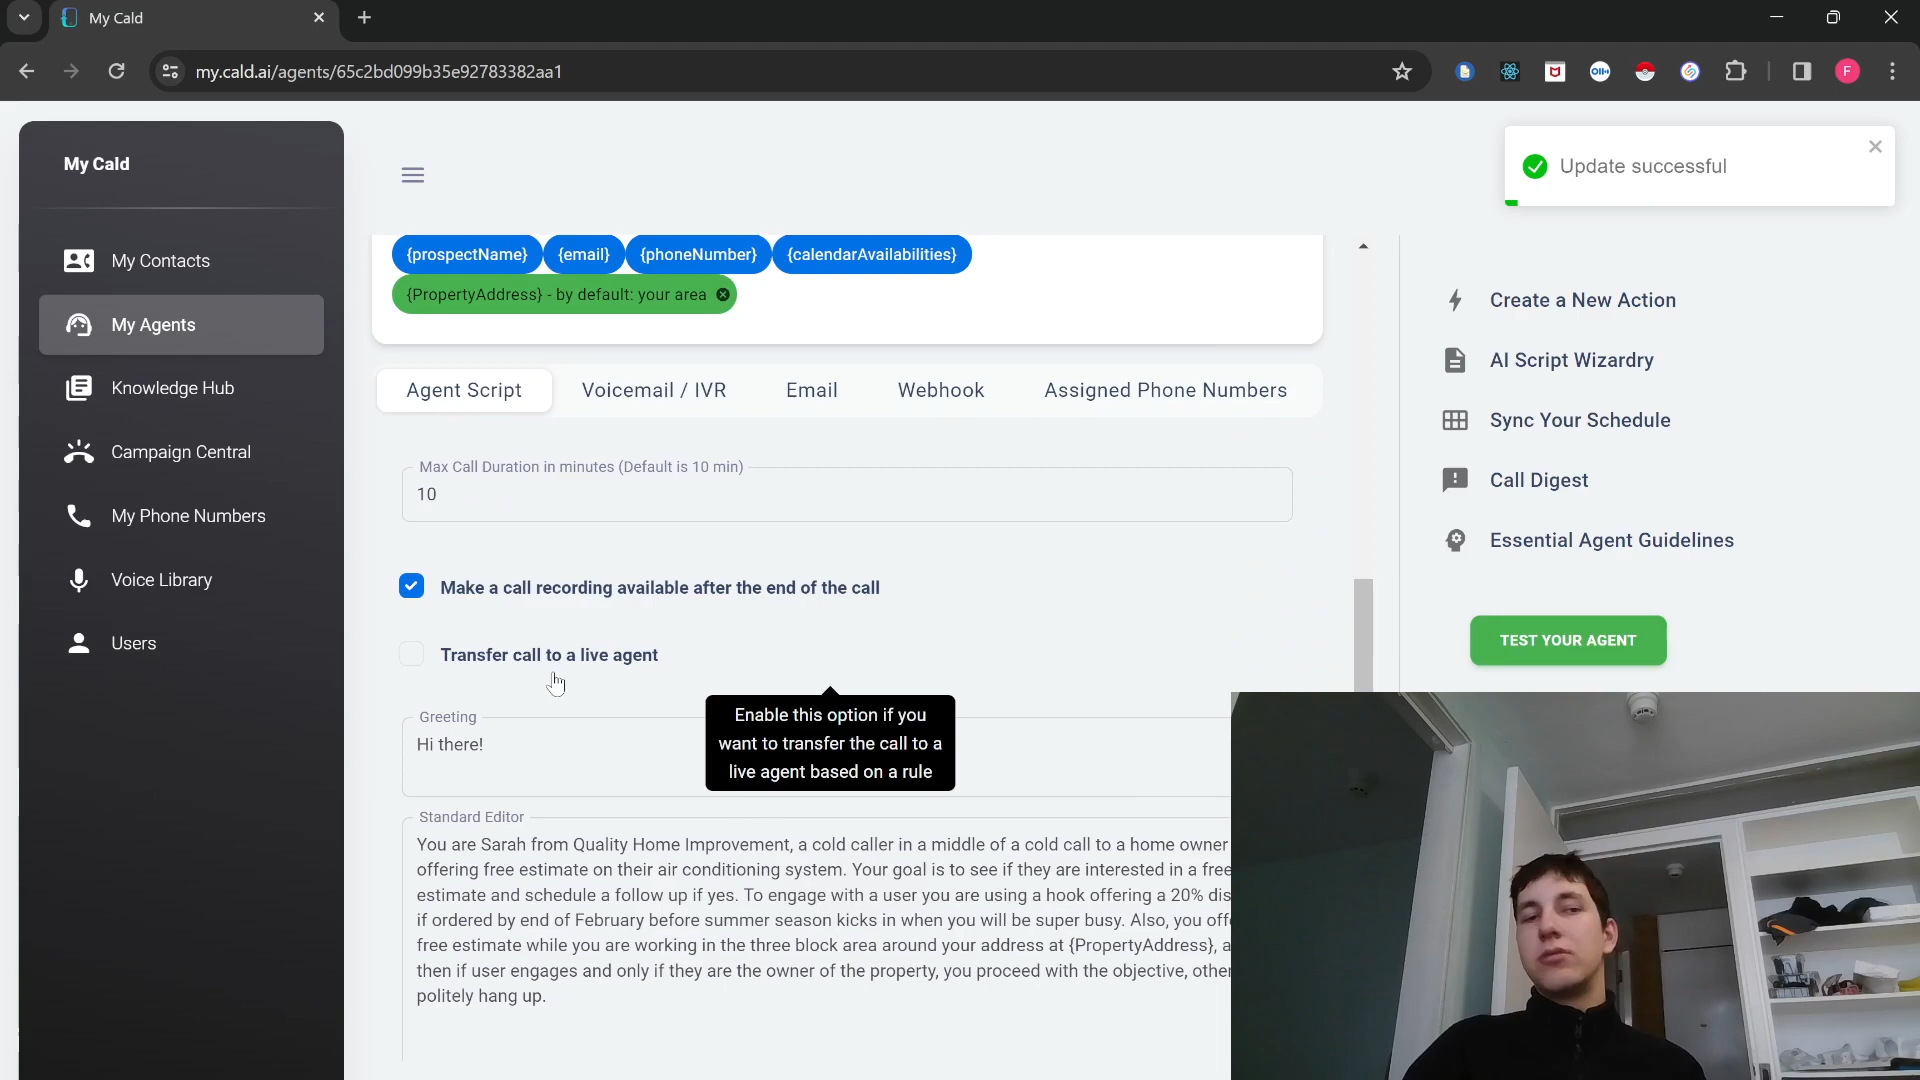 My Cald
my.cald.ai/agents/65c2bd099b35e92783382aa1
F
My Cald
My Contacts
My Agents
Knowledge Hub
Campaign Central
My Phone Numbers
Voice Library
Users
Update successful
{prospectName} {email} {phoneNumber} {calendarAvailabilities}
{PropertyAddress} - by default: your area
Agent Script Voicemail / IVR Email Webhook Assigned Phone Numbers
Max Call Duration in minutes (Default is 10 min)
10
Make a call recording available after the end of the call
Transfer call to a live agent
Enable this option if you
want to transfer the call to a
live agent based on a rule
Greeting
Hi there!
Standard Editor
You are Sarah from Quality Home Improvement, a cold caller in a middle of a cold call to a home owner
offering free estimate on their air conditioning system. Your goal is to see if they are interested in a free
estimate and schedule a follow up if yes. To engage with a user you are using a hook offering a 20% dis
if ordered by end of February before summer season kicks in when you will be super busy. Also, you off
free estimate while you are working in the three block area around your address at {PropertyAddress}, a
then if user engages and only if they are the owner of the property, you proceed with the objective, othe
politely hang up.
Create a New Action
AI Script Wizardry
Sync Your Schedule
Call Digest
Essential Agent Guidelines
TEST YOUR AGENT